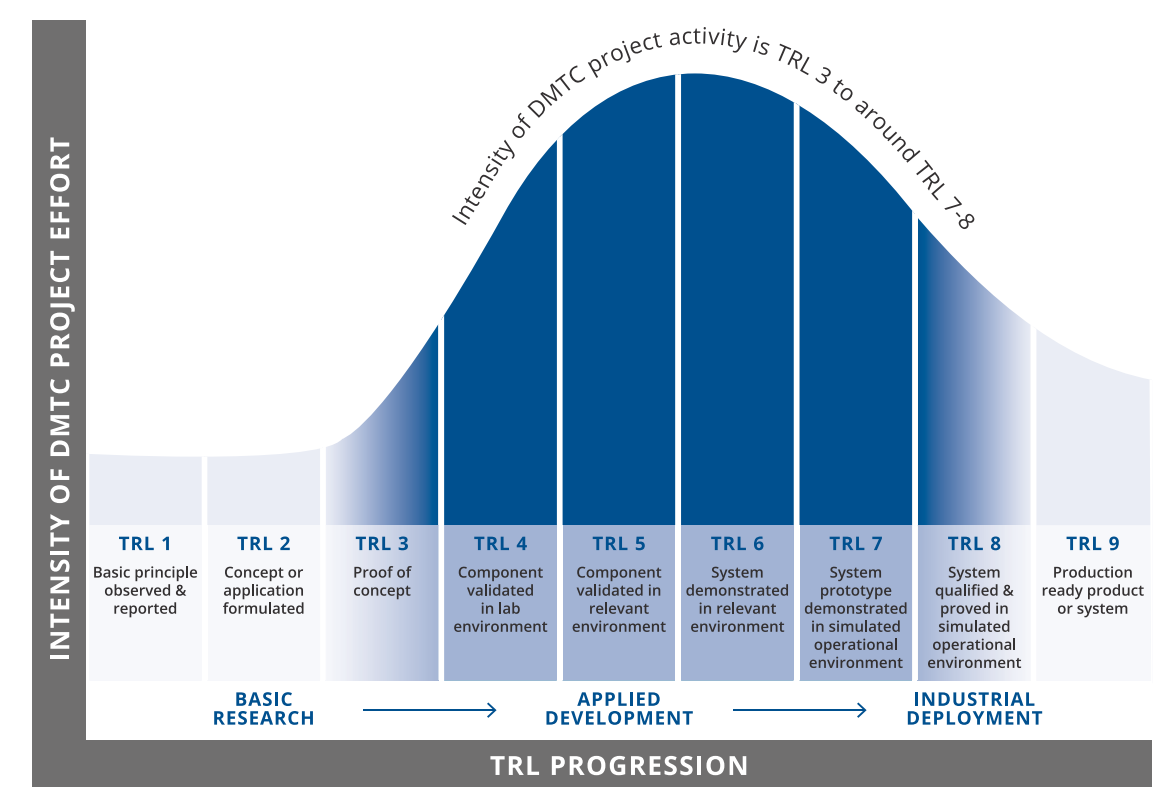 Intensity of DMTC project activity is TRL 3 to around TRL 7-8
INTENSITY OF DMTC PROJECT EFFORT
TRL 1
Basic principle
observed &
reported
TRL 2
Concept or
application
formulated
TRL 3
Proof of
concept
TRL 4
Component
validated
in lab
environment
TRL 5
Component
validated in
relevant
environment
TRL 6
System
demonstrated
in relevant
environment
TRL 7
System
prototype
demonstrated
in simulated
operational
environment
TRL 8
System
qualified &
proved in
simulated
operational
environment
TRL 9
Production
ready product
or system
BASIC
RESEARCH
APPLIED
DEVELOPMENT
INDUSTRIAL
DEPLOYMENT
TRL PROGRESSION